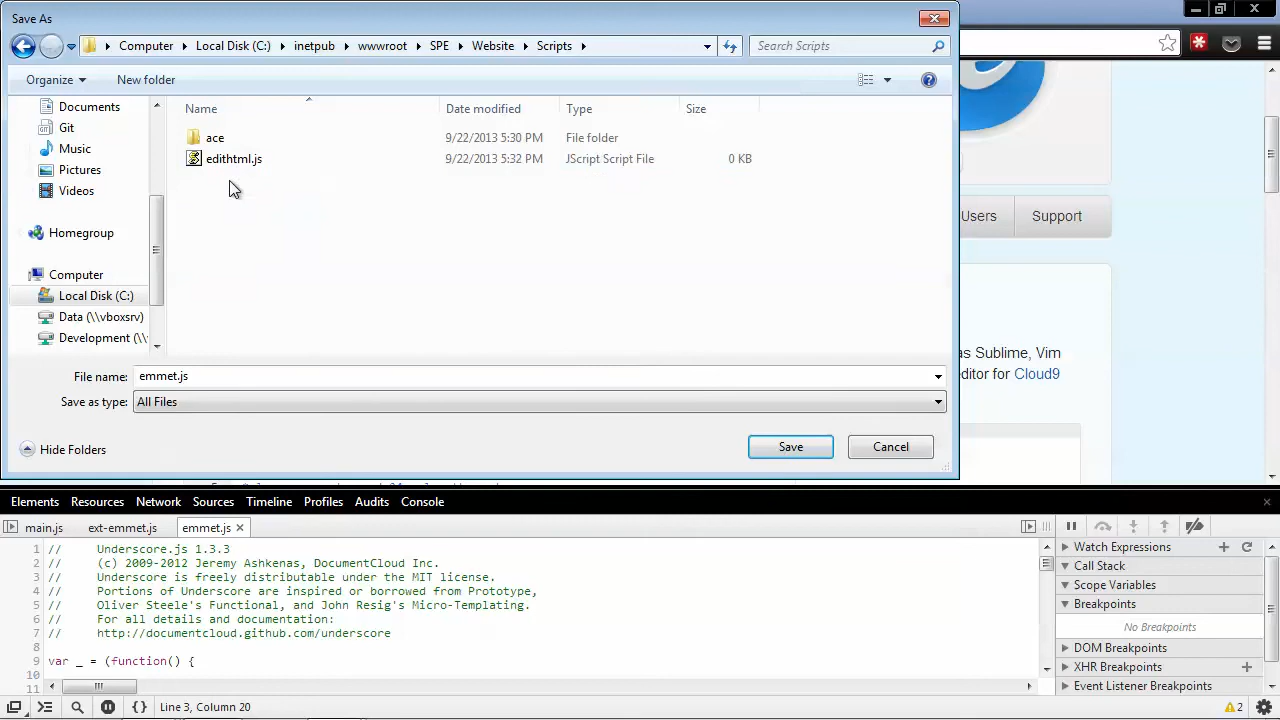 Save As
Computer Local Disk (C:) inetpub wwwroot SPE Website Scripts
Search Scripts
Organize New folder
Name Date modified Type Size
Documents
Git
Music
Pictures
Videos
Homegroup
Computer
Local Disk (C:)
Data (\\vboxsrv)
Development (\\
ace 9/22/2013 5:30 PM File folder
edithtml.js 9/22/2013 5:32 PM JScript Script File 0 KB
File name: emmet.js
Save as type: All Files
Hide Folders
Save Cancel
Users Support
as Sublime, Vim
editor for Cloud9
Elements Resources Network Sources Timeline Profiles Audits Console
main.js ext-emmet.js emmet.js
1 // Underscore.js 1.3.3
2 // (c) 2009-2012 Jeremy Ashkenas, DocumentCloud Inc.
3 // Underscore is freely distributable under the MIT license.
4 // Portions of Underscore are inspired or borrowed from Prototype,
5 // Oliver Steele's Functional, and John Resig's Micro-Templating.
6 // For all details and documentation:
7 // http://documentcloud.github.com/underscore
8
9 var _ = (function() {
10
11
Watch Expressions
Call Stack
Scope Variables
Breakpoints
No Breakpoints
DOM Breakpoints
XHR Breakpoints
Event Listener Breakpoints
{ } Line 3, Column 20
2